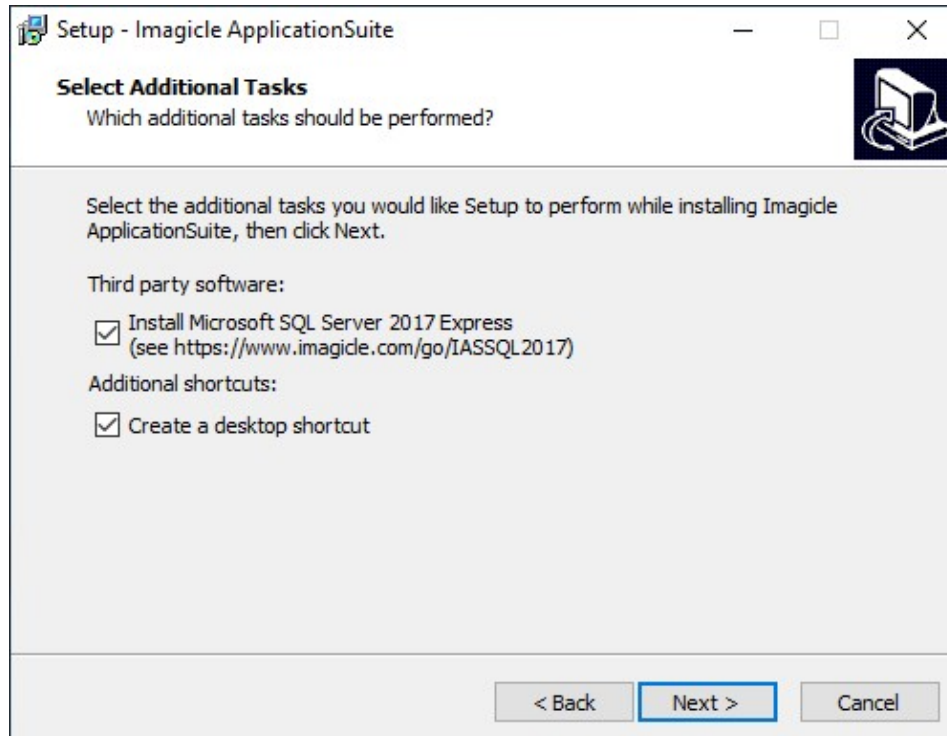 Setup - Imagicle ApplicationSuite
Select Additional Tasks
Which additional tasks should be performed?
Select the additional tasks you would like Setup to perform while installing Imagicle
ApplicationSuite, then click Next.
Third party software:
Install Microsoft SQL Server 2017 Express
(see https://www.imagicle.com/go/IASSQL2017)
Additional shortcuts:
Create a desktop shortcut
< Back Next > Cancel